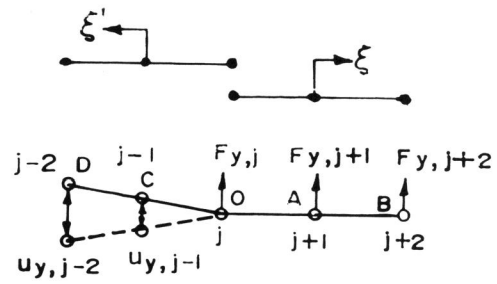 ξ' ξ
j-2 D j-1 C Fy,j O Fy,j+1 A Fy,j+2 B
uy,j-2 uy,j-1 j j+1 j+2